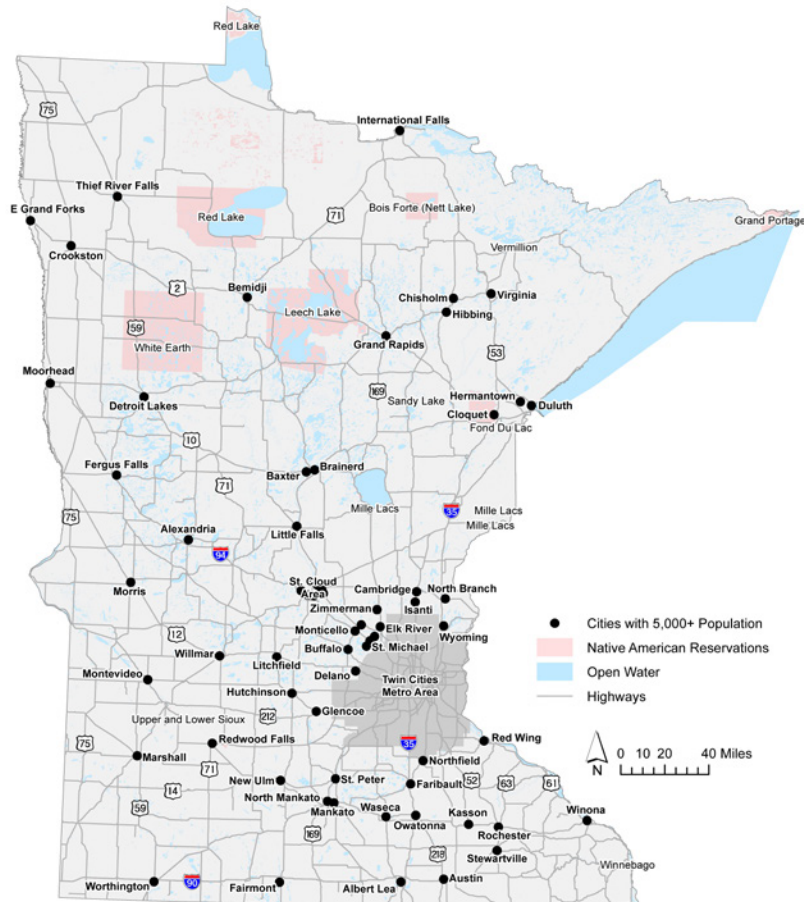 Red Lake
75
International Falls
Thief River Falls
Red Lake
71
Bois Forte (Nett Lake)
E Grand Forks
Grand Portage
Crookston
Vermillion
2
Bemidji
Chisholm
Virginia
Leech Lake
Hibbing
59
White Earth
Grand Rapids
53
Moorhead
169
Hermantown
Sandy Lake
Detroit Lakes
Duluth
Cloquet
Fond Du Lac
10
Fergus Falls
Brainerd
Baxter
71
Mille Lacs
35
Mille Lacs
75
Mille Lacs
Alexandria
Little Falls
94
St. Cloud
Area
Cambridge
North Branch
Morris
Isanti
Zimmerman
12
Monticello
Elk River
Wyoming
Buffalo
St. Michael
Willmar
Litchfield
Montevideo
Delano
Twin Cities
Metro Area
Hutchinson
212
Glencoe
Upper and Lower Sioux
Redwood Falls
75
35
Red Wing
Marshall
71
Northfield
New Ulm
St. Peter
14
Faribault
52
63
61
North Mankato
59
Mankato
Waseca
Kasson
Winona
169
Owatonna
Rochester
218
Stewartville
Winnebago
Worthington
90
Fairmont
Albert Lea
Austin
Cities with 5,000+ Population
Native American Reservations
Open Water
Highways
N
0 10 20 40 Miles